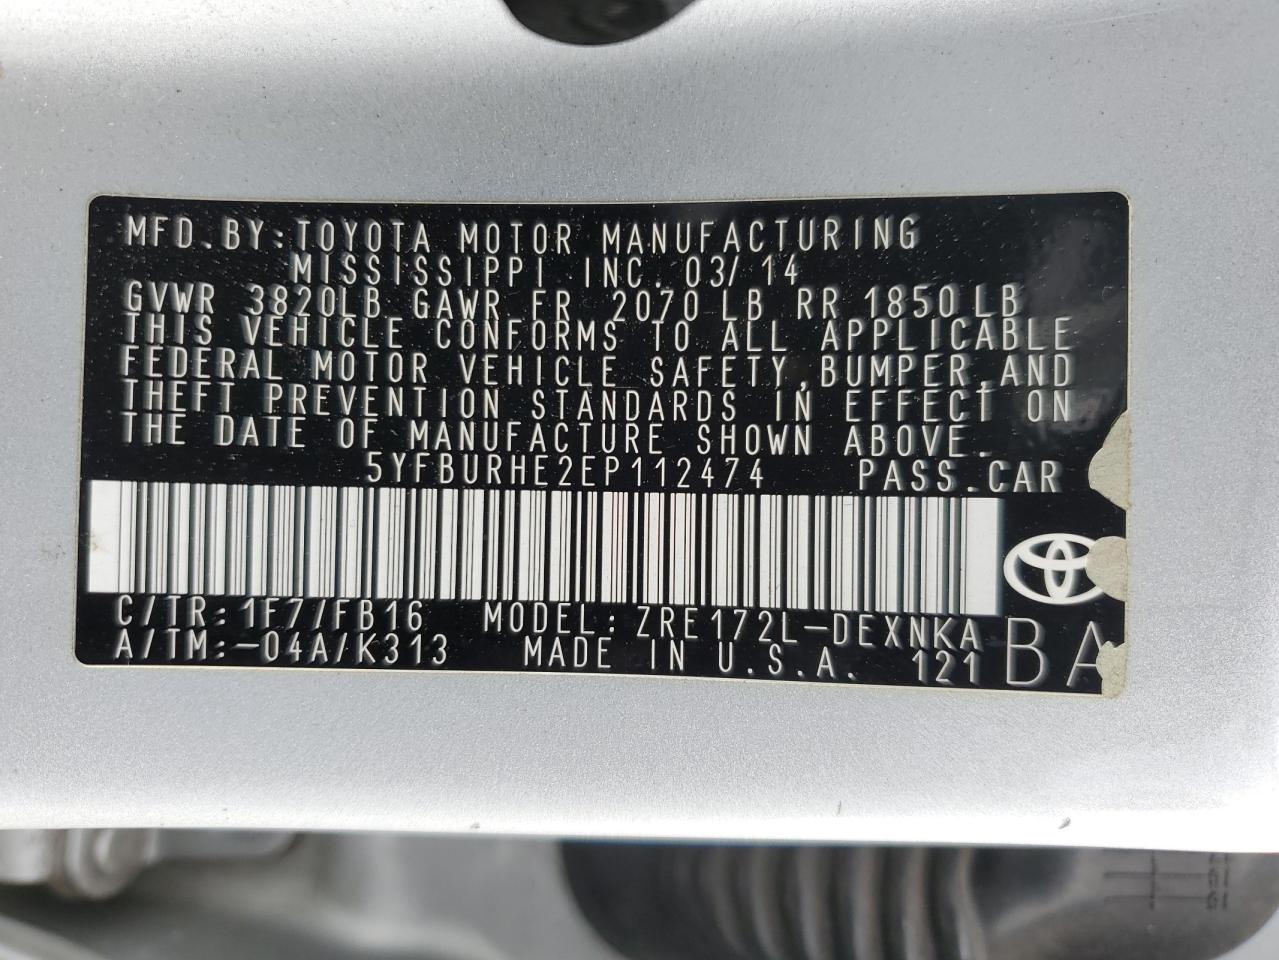 MFD.BY:TOYOTA MOTOR MANUFACTURING
MISSISSIPPI INC. 03/14
GVWR 3820LB GAWR FR 2070 LB RR 1850 LB
THIS VEHICLE CONFORMS TO ALL APPLICABLE
FEDERAL MOTOR VEHICLE SAFETY,BUMPER,AND
THEFT PREVENTION STANDARDS IN EFFECT ON
THE DATE OF MANUFACTURE SHOWN ABOVE.
5YFBURHE2EP112474 PASS.CAR
C/TR:1F7/FB16 MODEL:ZRE172L-DEXNKA
A/TM:-04A/K313 MADE IN U.S.A. 121 BA